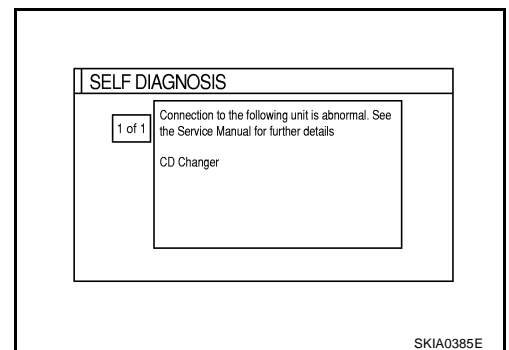 SELF DIAGNOSIS
1 of 1
Connection to the following unit is abnormal. See
the Service Manual for further details
CD Changer
SKIA0385E